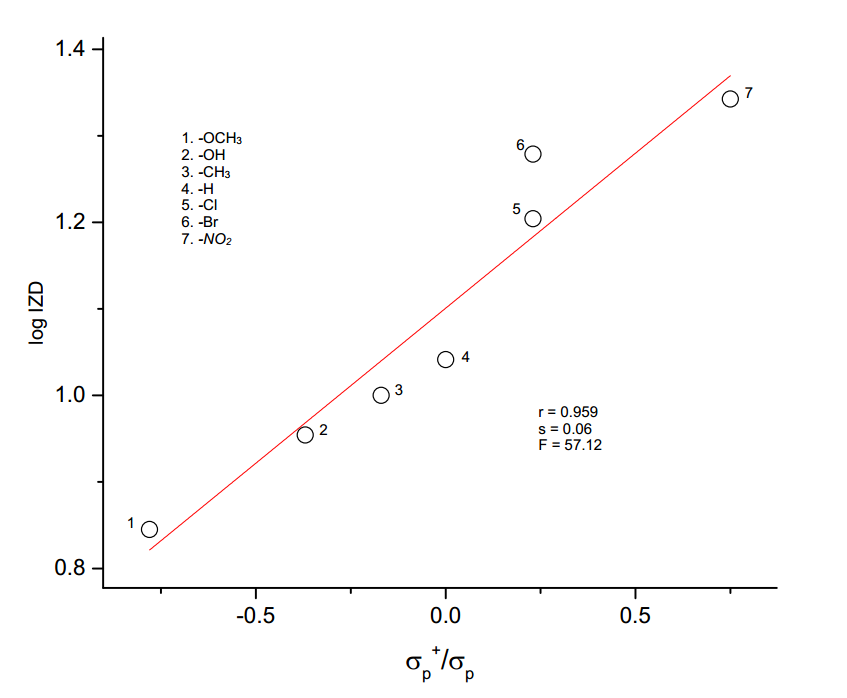 1.4
1.2
1.0
0.8
log IZD
1. -OCH₃
2. -OH
3. -CH₃
4. -H
5. -Cl
6. -Br
7. -NO₂
1
2
3
4
5
6
7
r = 0.959
s = 0.06
F = 57.12
-0.5
0.0
0.5
σp⁺/σp